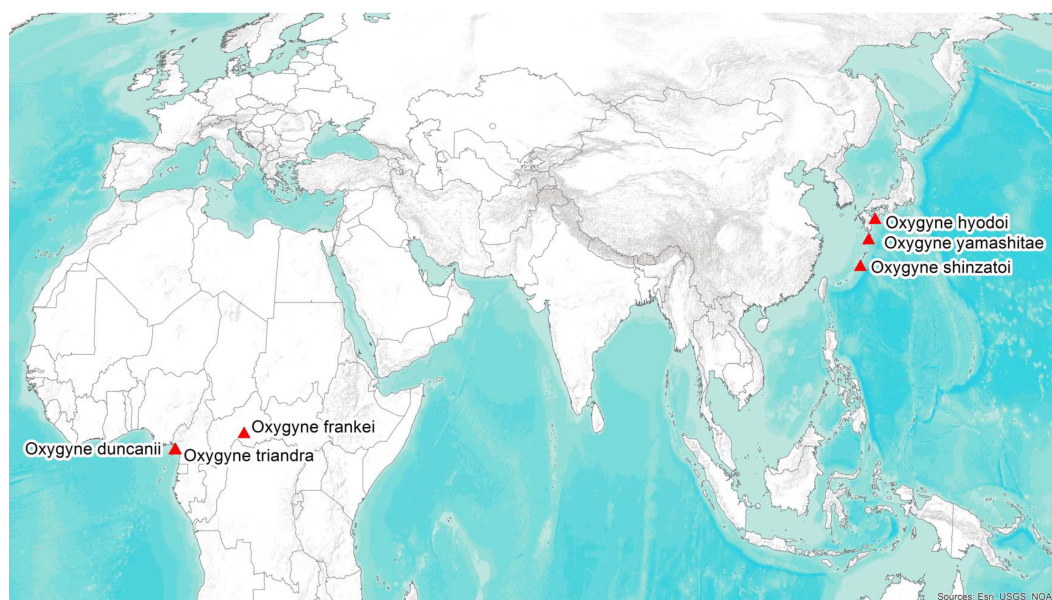 Oxygyne hyodoi
Oxygyne yamashitae
Oxygyne shinzatoi
Oxygyne frankei
Oxygyne duncanii
Oxygyne triandra
Sources: Esri, USGS, NOA